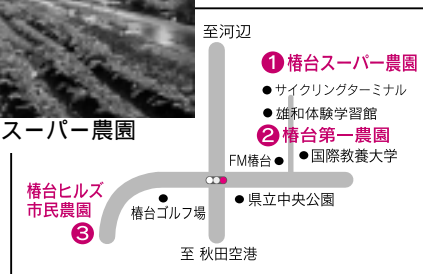 至河辺
❶椿台スーパー農園
●サイクリングターミナル
●雄和体験学習館
スーパー農園
❷椿台第一農園
FM椿台●
●国際教養大学
椿台ヒルズ
市民農園
❸
●県立中央公園
椿台ゴルフ場
至 秋田空港